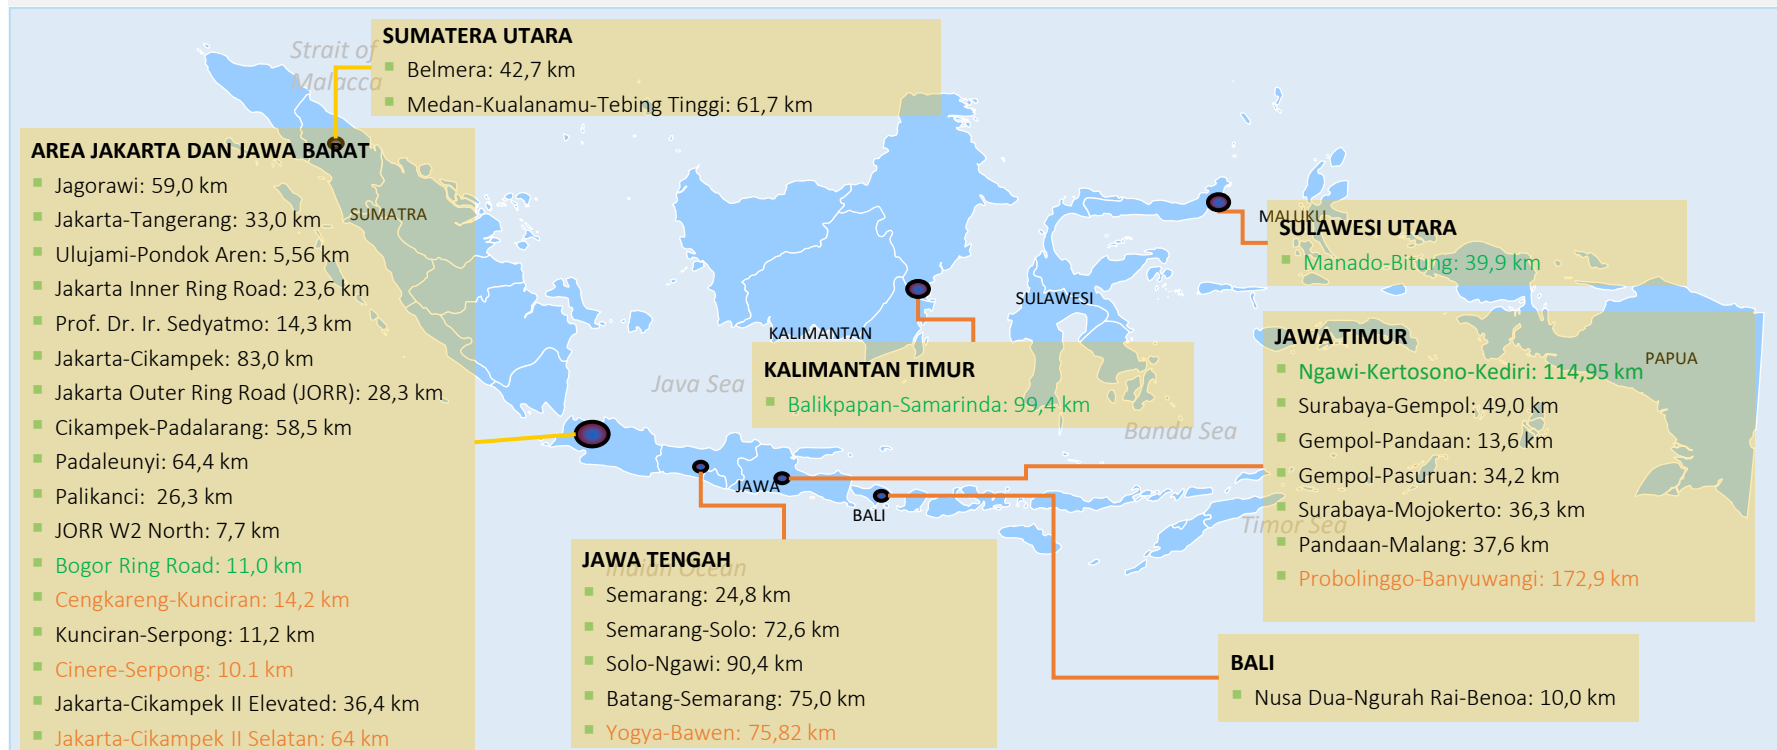 Strait of
Malacca
SUMATERA UTARA
Belmera: 42,7 km
Medan-Kualanamu-Tebing Tinggi: 61,7 km
AREA JAKARTA DAN JAWA BARAT
Jagorawi: 59,0 km
Jakarta-Tangerang: 33,0 km
Ulujami-Pondok Aren: 5,56 km
Jakarta Inner Ring Road: 23,6 km
Prof. Dr. Ir. Sedyatmo: 14,3 km
Jakarta-Cikampek: 83,0 km
Jakarta Outer Ring Road (JORR): 28,3 km
Cikampek-Padalarang: 58,5 km
Padaleunyi: 64,4 km
Palikanci:  26,3 km
JORR W2 North: 7,7 km
Bogor Ring Road: 11,0 km
Cengkareng-Kunciran: 14,2 km
Kunciran-Serpong: 11,2 km
Cinere-Serpong: 10.1 km
Jakarta-Cikampek II Elevated: 36,4 km
Jakarta-Cikampek II Selatan: 64 km
SUMATRA
KALIMANTAN
SULAWESI
MALUKU
PAPUA
JAWA
BALI
Java Sea
Banda Sea
Timor Sea
Indian Ocean
SULAWESI UTARA
Manado-Bitung: 39,9 km
KALIMANTAN TIMUR
Balikpapan-Samarinda: 99,4 km
JAWA TIMUR
Ngawi-Kertosono-Kediri: 114,95 km
Surabaya-Gempol: 49,0 km
Gempol-Pandaan: 13,6 km
Gempol-Pasuruan: 34,2 km
Surabaya-Mojokerto: 36,3 km
Pandaan-Malang: 37,6 km
Probolinggo-Banyuwangi: 172,9 km
JAWA TENGAH
Semarang: 24,8 km
Semarang-Solo: 72,6 km
Solo-Ngawi: 90,4 km
Batang-Semarang: 75,0 km
Yogya-Bawen: 75,82 km
BALI
Nusa Dua-Ngurah Rai-Benoa: 10,0 km